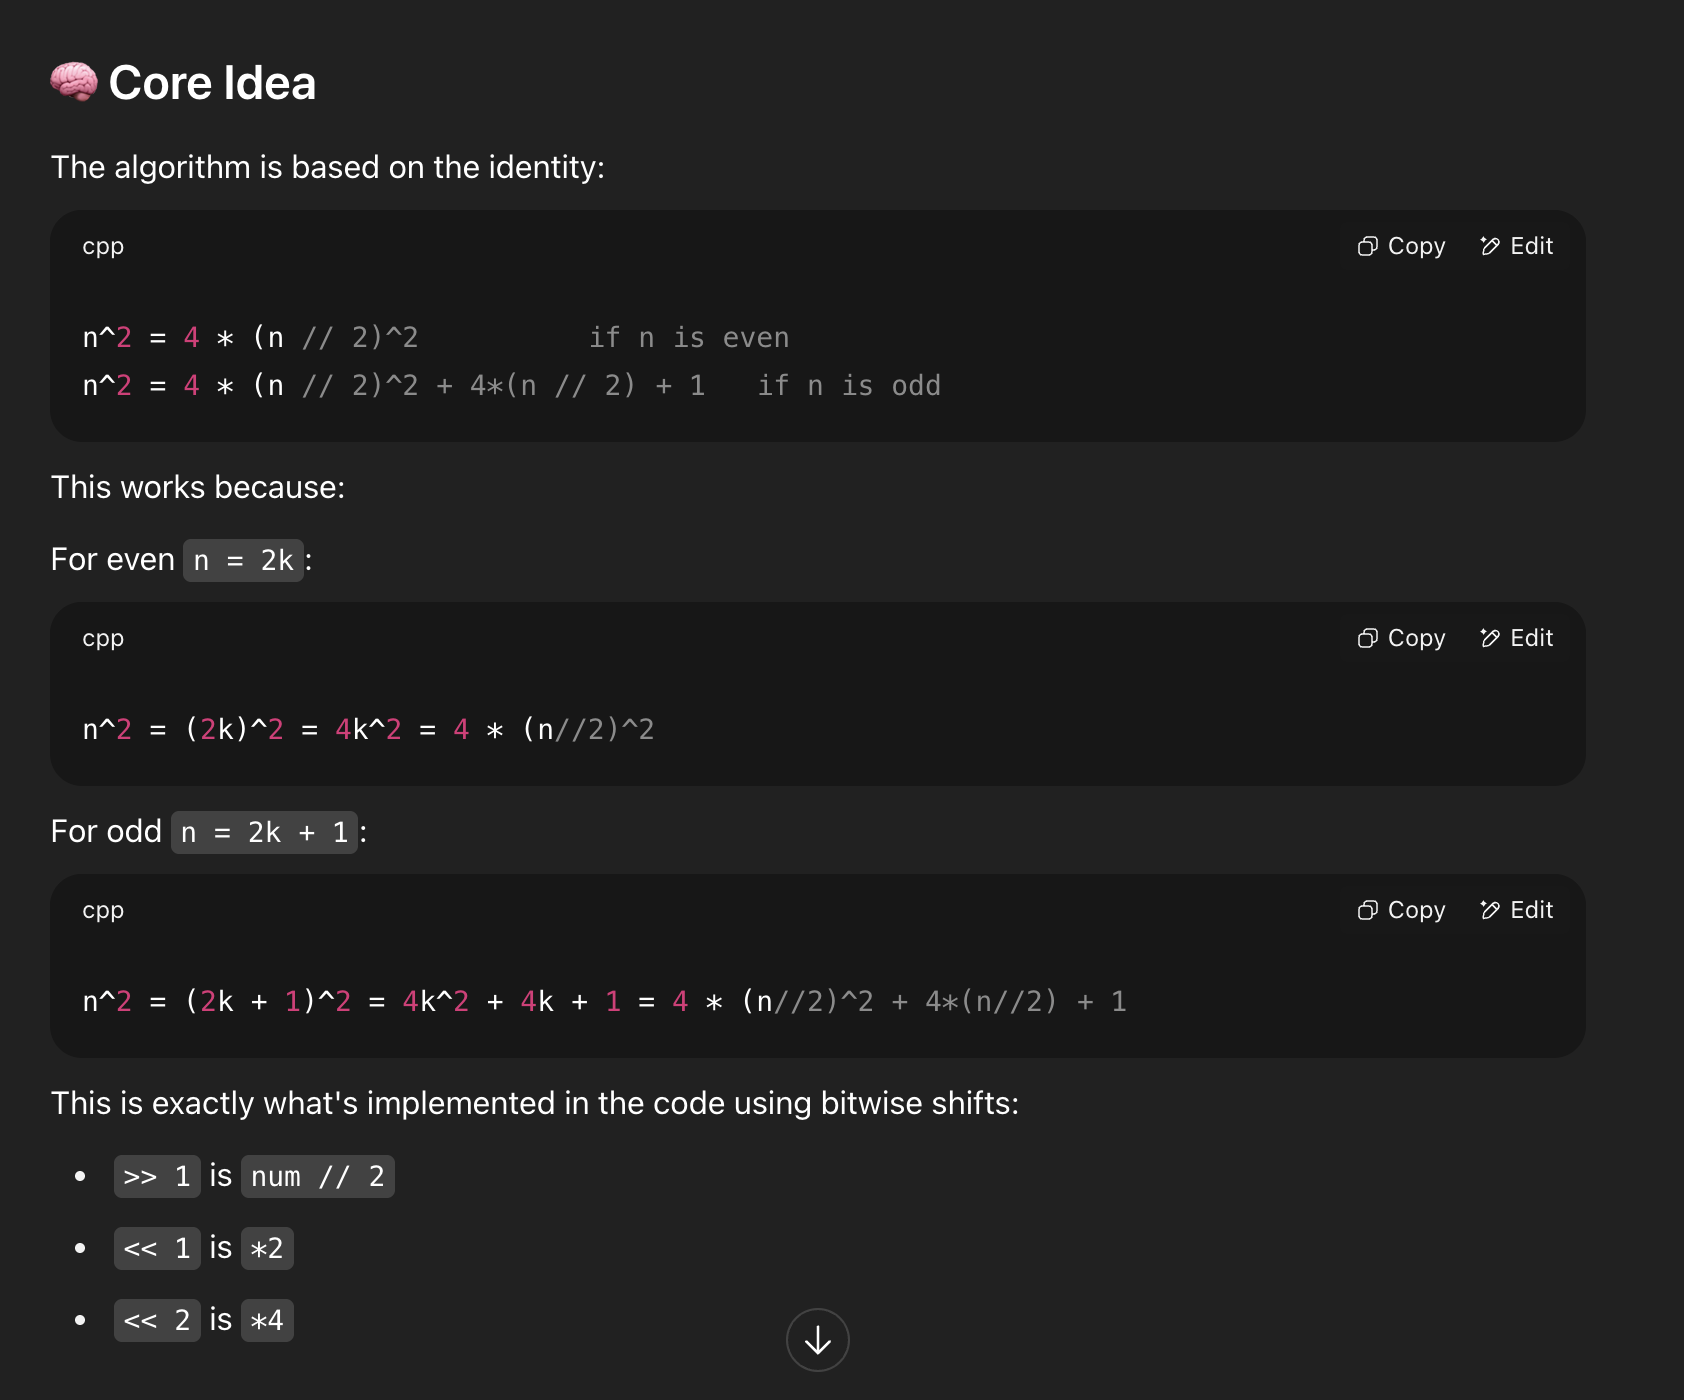 🧠 Core Idea
The algorithm is based on the identity:
cpp Copy Edit
n^2 = 4 * (n // 2)^2          if n is even
n^2 = 4 * (n // 2)^2 + 4*(n // 2) + 1   if n is odd
This works because:
For even n = 2k:
cpp Copy Edit
n^2 = (2k)^2 = 4k^2 = 4 * (n//2)^2
For odd n = 2k + 1:
cpp Copy Edit
n^2 = (2k + 1)^2 = 4k^2 + 4k + 1 = 4 * (n//2)^2 + 4*(n//2) + 1
This is exactly what's implemented in the code using bitwise shifts:
• >> 1 is num // 2
• << 1 is *2
• << 2 is *4